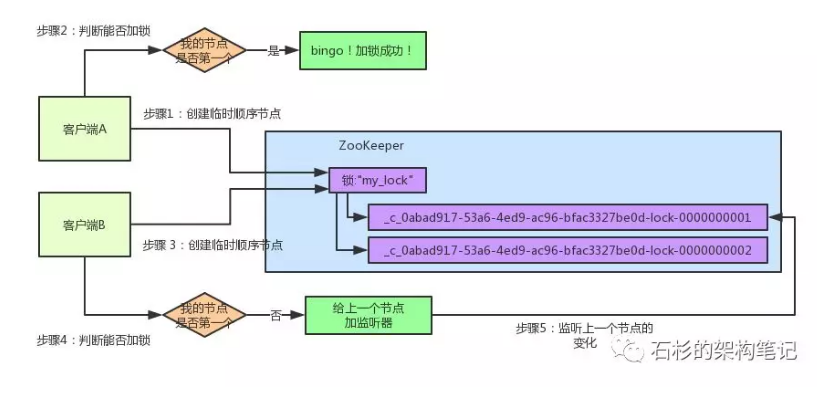 步骤2：判断能否加锁
我的节点
是否第一个
是
bingo！加锁成功！
客户端A
步骤1：创建临时顺序节点
ZooKeeper
锁:“my_lock”
客户端B
_c_0abad917-53a6-4ed9-ac96-bfac3327be0d-lock-0000000001
步骤 3：创建临时顺序节点
_c_0abad917-53a6-4ed9-ac96-bfac3327be0d-lock-0000000002
我的节点
是否第一个
否
给上一个节点
加监听器
步骤4：判断能否加锁
步骤5：监听上一个节点的
变化
石杉的架构笔记